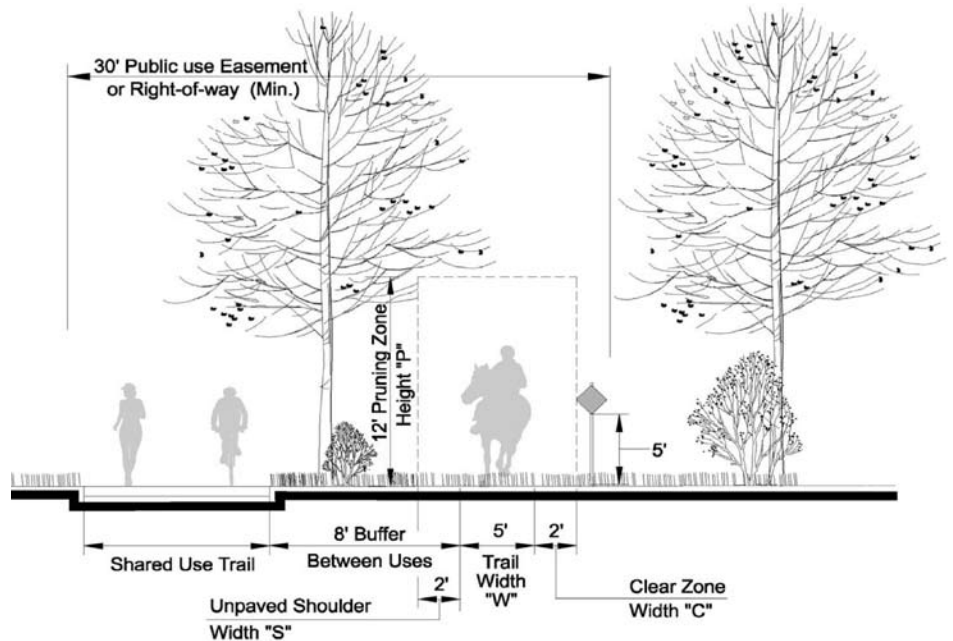 30' Public use Easement
or Right-of-way (Min.)
12' Pruning Zone
Height "P"
5'
8' Buffer
Between Uses
5'
Trail
Width
"W"
2'
Shared Use Trail
2'
Unpaved Shoulder
Width "S"
Clear Zone
Width "C"